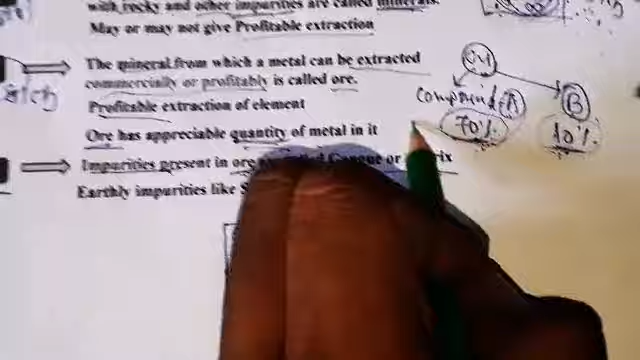 with rocky and other impurities are called minerals.
May or may not give Profitable extraction
The mineral from which a metal can be extracted
commercially or profitably is called ore.
Profitable extraction of element
Ore has appreciable quantity of metal in it
Impurities present in ore Gangue or
Earthly impurities like
M
Compound A
B
70%
10%